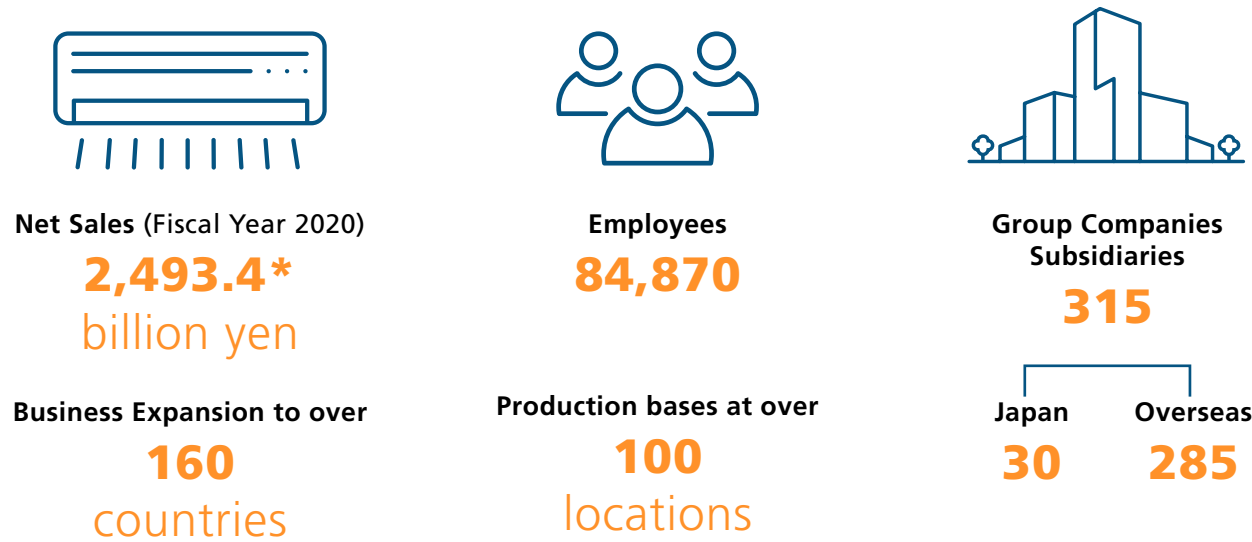 Net Sales (Fiscal Year 2020)
2,493.4*
billion yen
Business Expansion to over
160
countries
Employees
84,870
Production bases at over
100
locations
Group Companies
Subsidiaries
315
Japan
30
Overseas
285